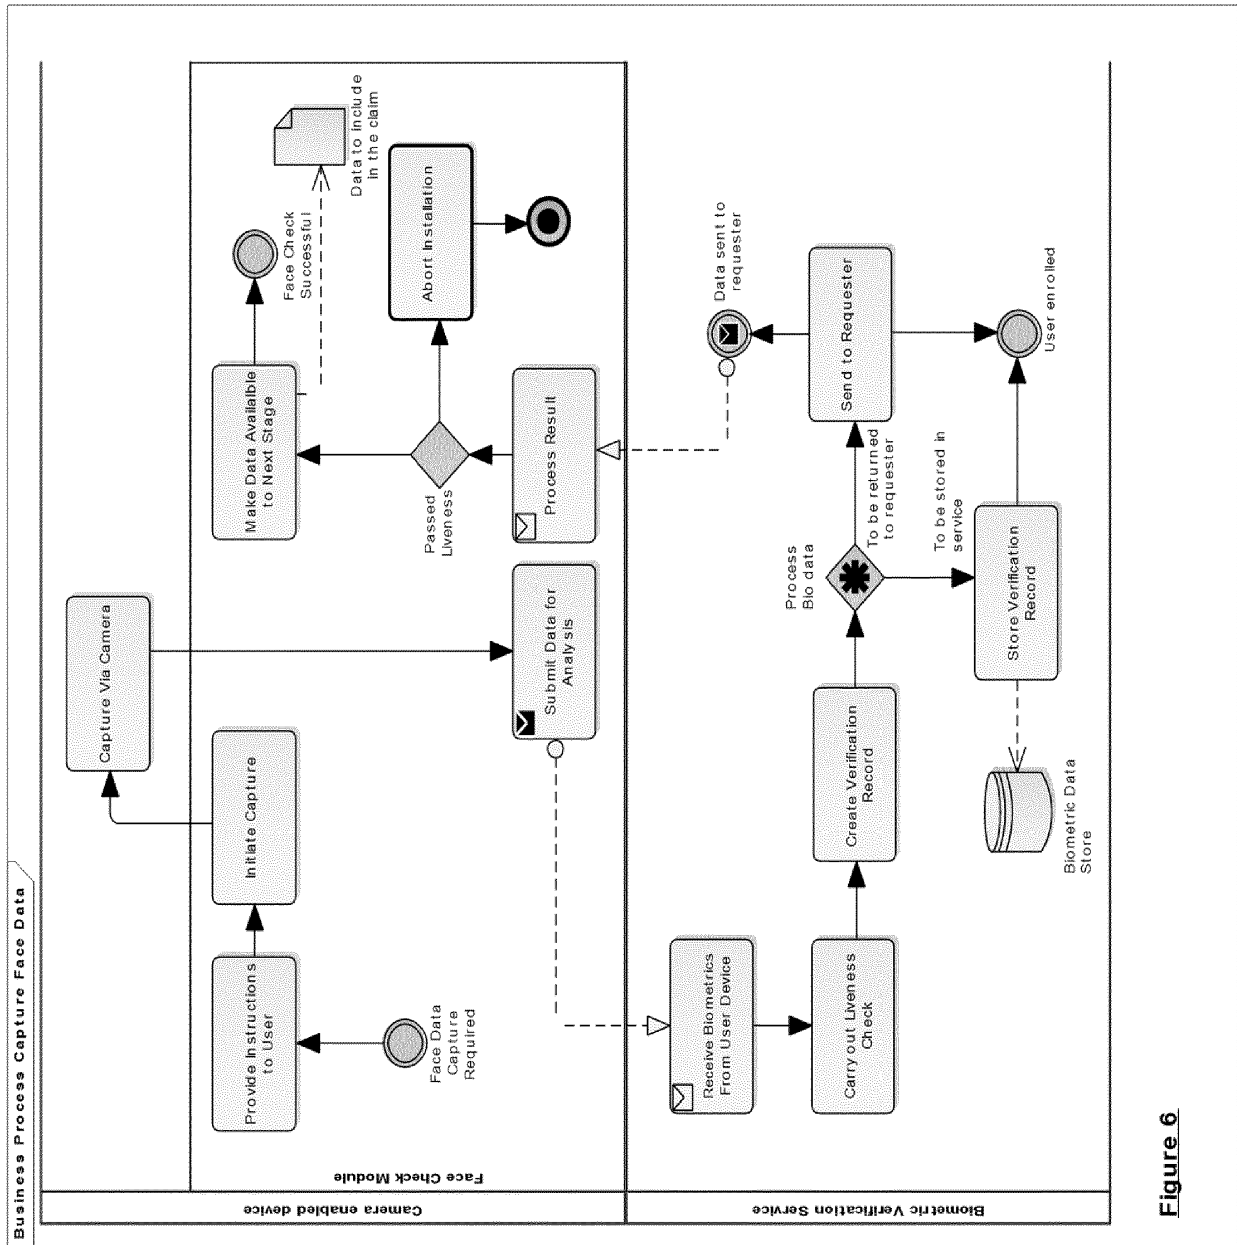 Business Process Capture Face Data
Camera enabled device
Face Check Module
Capture Via Camera
Provide Instructions
to User
Initiate Capture
Make Data Availalble
to Next Stage
Face Check
Successful
Data to include
in the claim
Face Data
Capture
Required
Passed
Liveness
Abort Installation
Submit Data for
Analysis
Process Result
Biometric Verification Service
Receive Biometrics
From User Device
Data sent to
requester
Carry out Liveness
Check
Create Verification
Record
Process
Bio data
To be returned
to requester
Send to Requester
To be stored in
service
Store Verification
Record
User enrolled
Biometric Data
Store
Figure 6